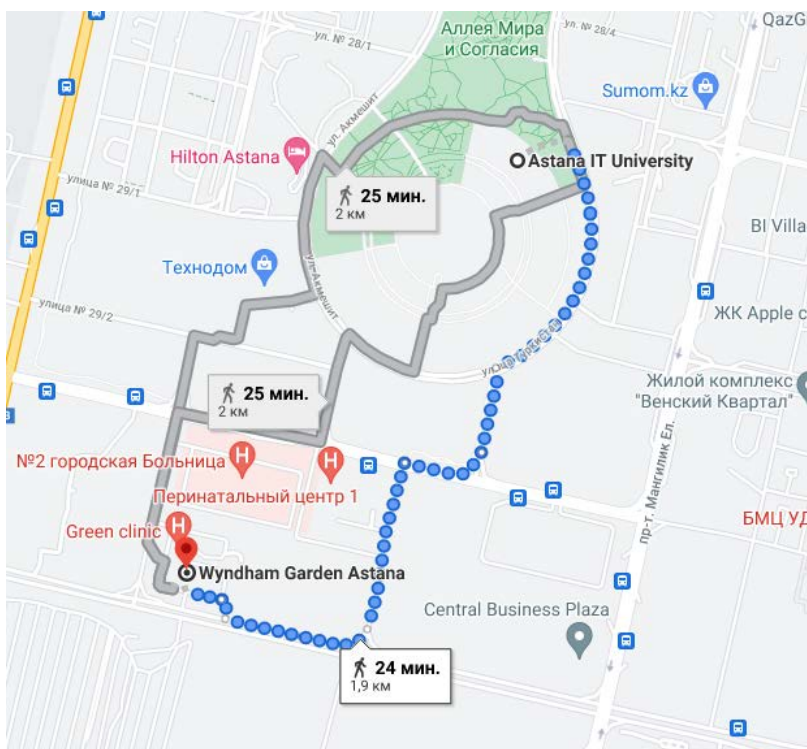 QazG
Аллея Мира
и Согласия
ул. № 28/1
ул. № 28/4
Sumom.kz
ул. Акмешит
Hilton Astana
Astana IT University
улица № 29/1
25 мин.
2 км
BI Villa
Технодом
ул. Акмешит
улица № 29/2
ЖК Apple c
25 мин.
2 км
Жилой комплекс
"Венский Квартал"
№2 городская Больница
H
H
Перинатальный центр 1
пр-т. Мангилик Ел.
БМЦ УД
Green clinic
H
Wyndham Garden Astana
Central Business Plaza
24 мин.
1,9 км